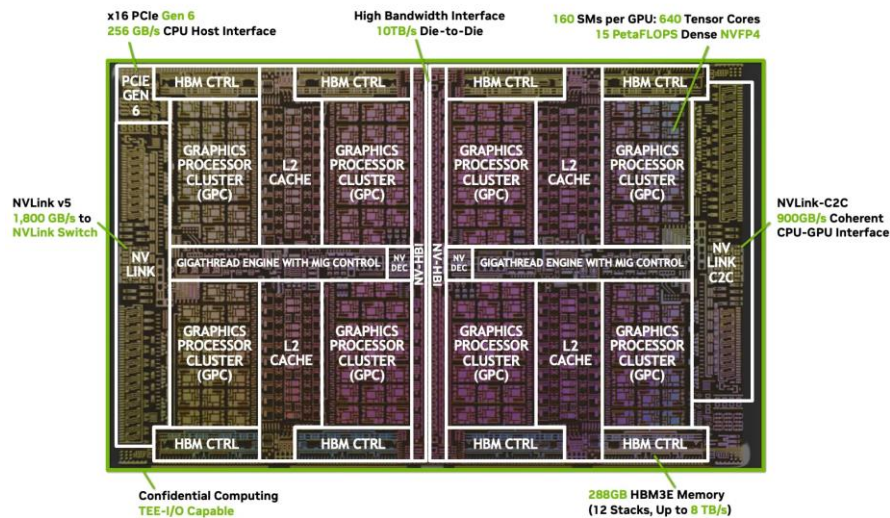 x16 PCIe Gen 6
256 GB/s CPU Host Interface
High Bandwidth Interface
10TB/s Die-to-Die
160 SMs per GPU: 640 Tensor Cores
15 PetaFLOPS Dense NVFP4
PCIE
GEN
6
HBM CTRL
HBM CTRL
HBM CTRL
HBM CTRL
GRAPHICS
PROCESSOR
CLUSTER
(GPC)
L2
CACHE
GRAPHICS
PROCESSOR
CLUSTER
(GPC)
GRAPHICS
PROCESSOR
CLUSTER
(GPC)
L2
CACHE
GRAPHICS
PROCESSOR
CLUSTER
(GPC)
NVLink v5
1,800 GB/s to
NVLink Switch
NV
LINK
GIGATHREAD ENGINE WITH MIG CONTROL
NV
DEC
NV-HBI
NV-HBI
NV
DEC
GIGATHREAD ENGINE WITH MIG CONTROL
NV
LINK
C2C
NVLink-C2C
900GB/s Coherent
CPU-GPU Interface
GRAPHICS
PROCESSOR
CLUSTER
(GPC)
L2
CACHE
GRAPHICS
PROCESSOR
CLUSTER
(GPC)
GRAPHICS
PROCESSOR
CLUSTER
(GPC)
L2
CACHE
GRAPHICS
PROCESSOR
CLUSTER
(GPC)
HBM CTRL
HBM CTRL
HBM CTRL
HBM CTRL
Confidential Computing
TEE-I/O Capable
288GB HBM3E Memory
(12 Stacks, Up to 8 TB/s)